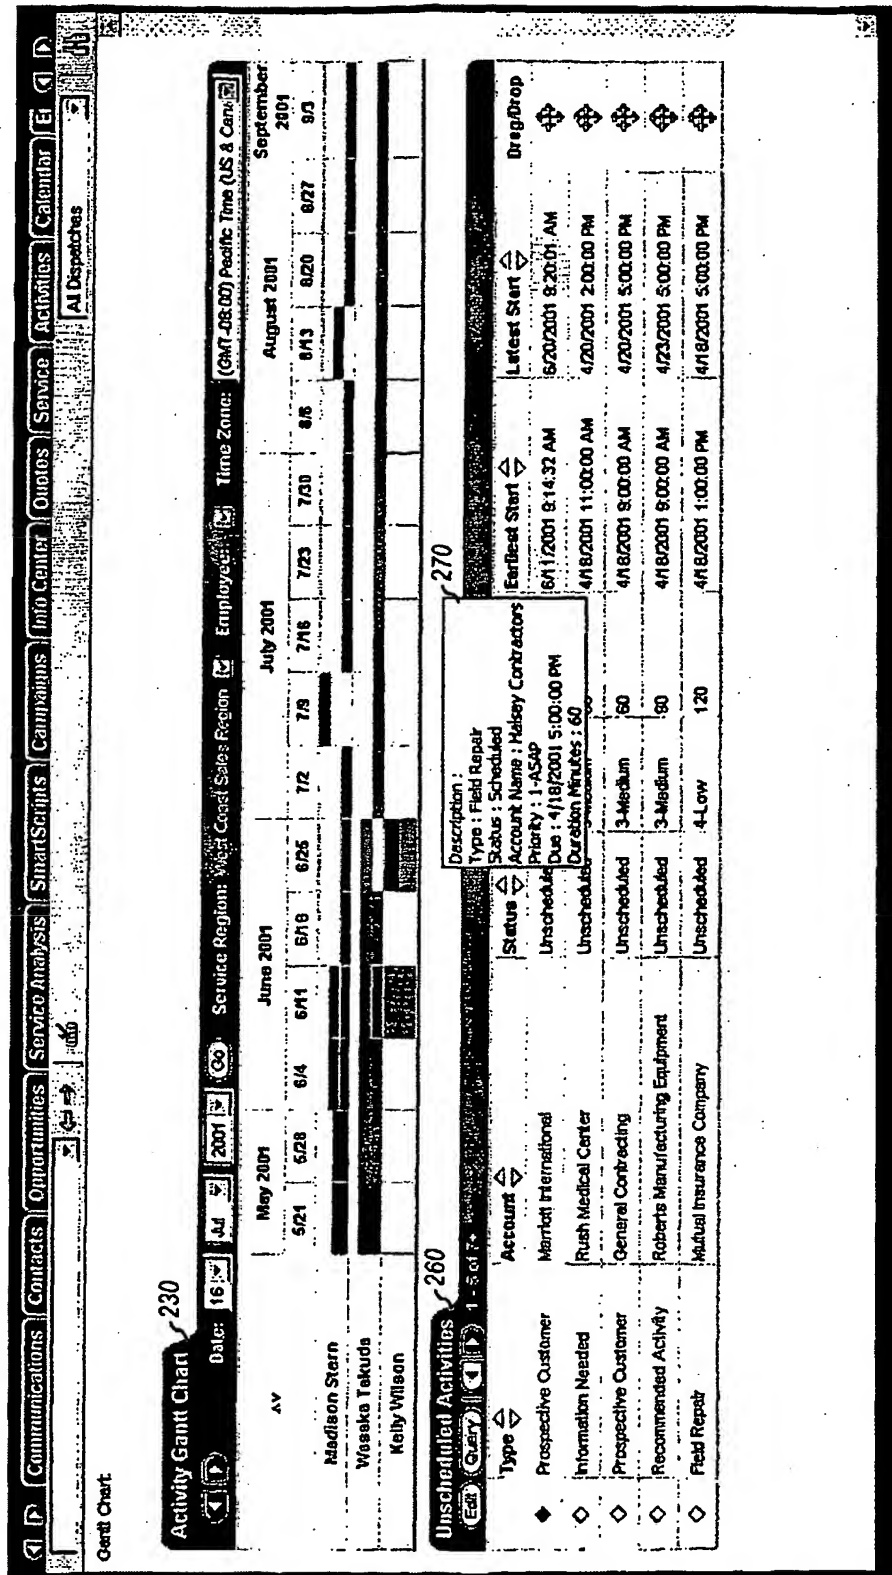 Communications Contacts Opportunities Service Analysis SmartScripts Campaigns Info Center Quotes Service Activities Calendar
All Dispatches
Gantt Chart:
Activity Gantt Chart 230
Date: 16 Jul 2001 Go Service Region: West Coast Sales Region Employee: Time Zone: (GMT-08:00) Pacific Time (US &
May 2001 June 2001 July 2001 August 2001 September 2001
5/21 5/28 6/4 6/11 6/18 6/25 7/2 7/9 7/16 7/23 7/30 8/6 8/13 8/20 8/27 9/3
Madison Stern
Wasaka Takuda
Kelly Wilson
Unscheduled Activities 260
270
Edit Query 1 - 5 of 7+
Description :
Type : Field Repair
Status : Scheduled
Account Name : Halsey Contractors
Priority : 1-ASAP
Due : 4/18/2001 5:00:00 PM
Duration Minutes : 60
Type Account Status Earliest Start Latest Start Drag/Drop
Prospective Customer Marriott International Unscheduled 6/11/2001 9:14:32 AM 6/20/2001 9:20:01 AM
Information Needed Rush Medical Center Unscheduled 4/18/2001 11:00:00 AM 4/20/2001 2:00:00 PM
Prospective Customer General Contracting Unscheduled 3-Medium 60 4/18/2001 9:00:00 AM 4/20/2001 5:00:00 PM
Recommended Activity Roberts Manufacturing Equipment Unscheduled 3-Medium 60 4/18/2001 9:00:00 AM 4/23/2001 5:00:00 PM
Field Repair Mutual Insurance Company Unscheduled 4-Low 120 4/18/2001 1:00:00 PM 4/18/2001 5:00:00 PM